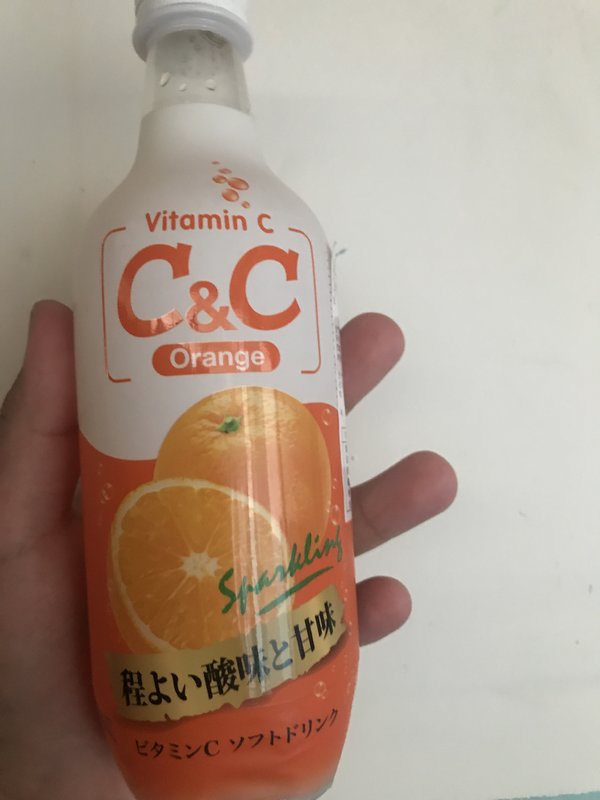 Vitamin C
C&C
Orange
Sparkling
程よい酸味と甘味
ビタミンC ソフトドリンク